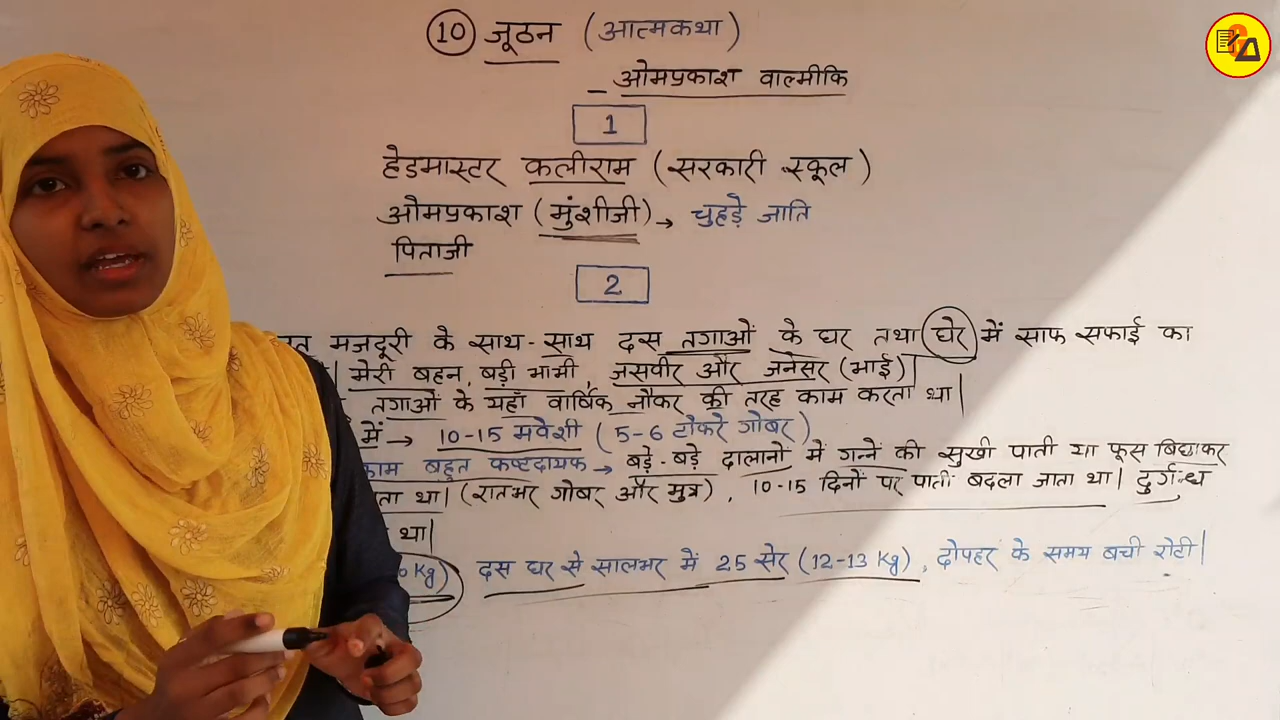 10 जूठन (आत्मकथा)
- ओमप्रकाश वाल्मीकि
1
हेडमास्टर कलीराम (सरकारी स्कूल)
ओमप्रकाश (मुंशीजी) → चुहड़े जाति
पिताजी
2
मजदूरी के साथ-साथ दस तगाओं के घर तथा घेर में साफ सफाई का
मेरी बहन, बड़ी भाभी, जसवीर और जनेसर (भाई)|
तगाओं के यहाँ वार्षिक नौकर की तरह काम करता था|
में → 10-15 मवेशी (5-6 टोकरे गोबर)
काम बहुत कष्टदायक → बड़े-बड़े दालानों में गन्नें की सुखी पाती या फूस बिछाकर
ता था| (रातभर गोबर और मुत्र), 10-15 दिनों पर पाती बदला जाता था| दुर्गन्ध
था|
Kg) दस घर से सालभर में 25 सेर (12-13 Kg), दोपहर के समय बची रोटी|